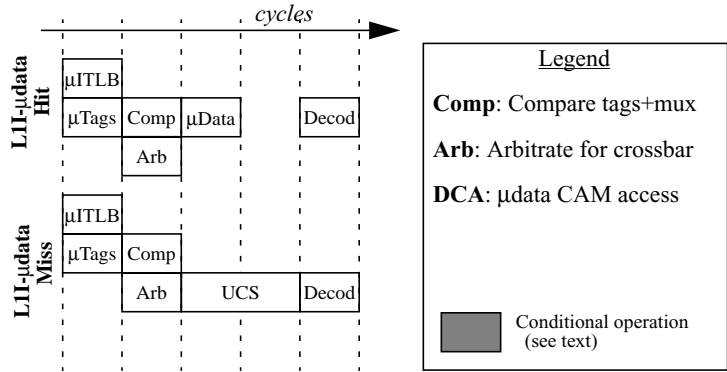 cycles
L1I-μdata
Hit
μITLB
μTags Comp μData Decod
Arb
L1I-μdata
Miss
μITLB
μTags Comp
Arb UCS Decod
Legend
Comp: Compare tags+mux
Arb: Arbitrate for crossbar
DCA: μdata CAM access
Conditional operation
(see text)